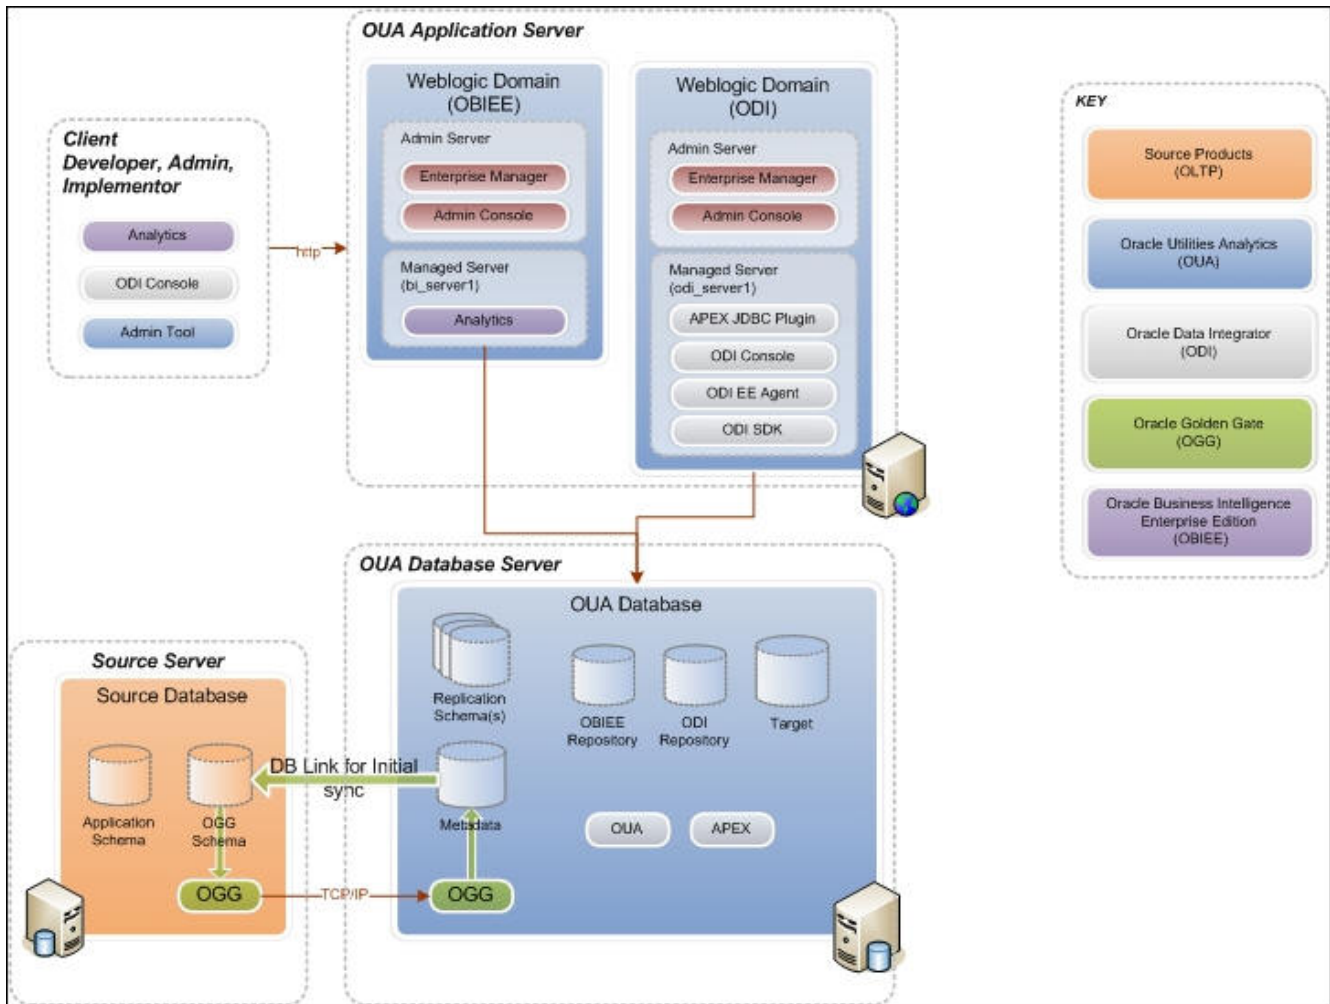 OUA Application Server
Weblogic Domain
(OBIEE)
Admin Server
Enterprise Manager
Admin Console
Managed Server
(bi_server1)
Analytics
Weblogic Domain
(ODI)
Admin Server
Enterprise Manager
Admin Console
Managed Server
(odi_server1)
APEX JDBC Plugin
ODI Console
ODI EE Agent
ODI SDK
Client
Developer, Admin,
Implementor
Analytics
ODI Console
Admin Tool
http
KEY
Source Products
(OLTP)
Oracle Utilities Analytics
(OUA)
Oracle Data Integrator
(ODI)
Oracle Golden Gate
(OGG)
Oracle Business Intelligence
Enterprise Edition
(OBIEE)
OUA Database Server
OUA Database
Replication
Schema(s)
OBIEE
Repository
ODI
Repository
Target
Metadata
OUA
APEX
OGG
Source Server
Source Database
Application
Schema
OGG
Schema
OGG
DB Link for Initial
sync
TCP/IP